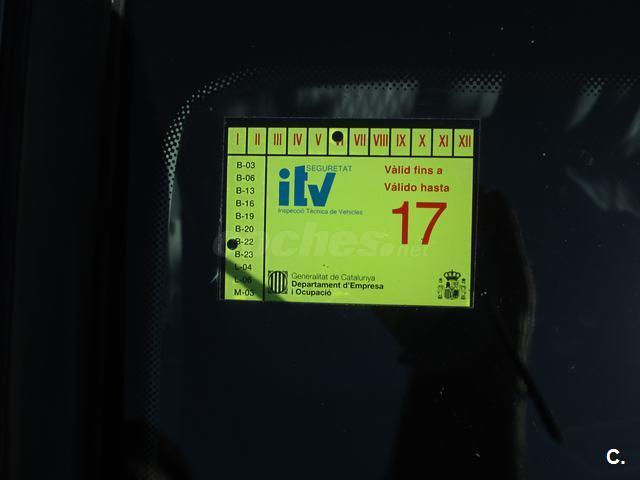 I II III IV V VI VII VIII IX X XI XII
B-03
B-06
B-13
B-16
B-19
B-20
B-22
B-23
L-04
L-06
M-03
SEGURETAT
itv
Inspecció Tècnica de Vehicles
Vàlid fins a
Válido hasta
17
coches.net
Generalitat de Catalunya
Departament d'Empresa
i Ocupació
C.